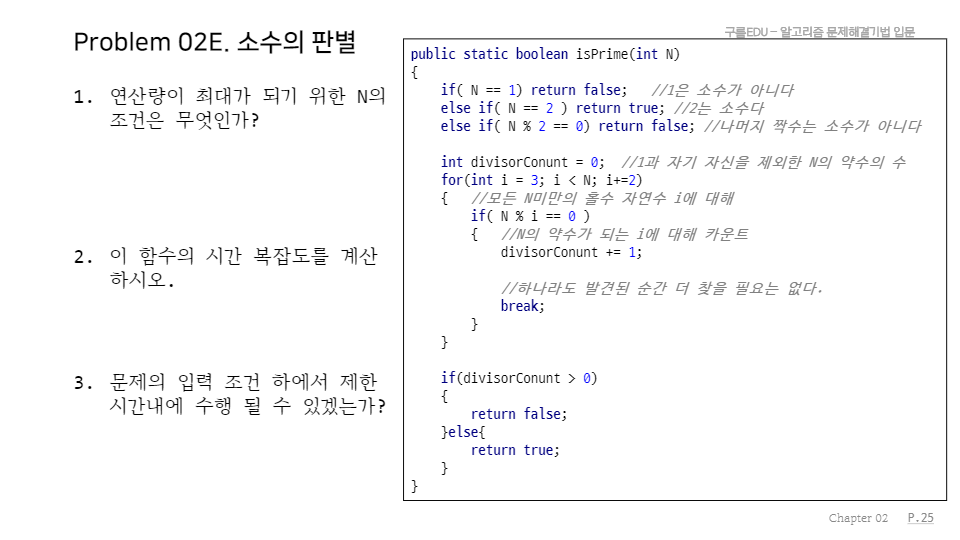 Problem 02E. 소수의 판별
구름EDU – 알고리즘 문제해결기법 입문
1. 연산량이 최대가 되기 위한 N의
조건은 무엇인가?
2. 이 함수의 시간 복잡도를 계산
하시오.
3. 문제의 입력 조건 하에서 제한
시간내에 수행 될 수 있겠는가?
public static boolean isPrime(int N)
{
if( N == 1) return false;   //1은 소수가 아니다
else if( N == 2 ) return true; //2는 소수다
else if( N % 2 == 0) return false; //나머지 짝수는 소수가 아니다
int divisorConunt = 0;  //1과 자기 자신을 제외한 N의 약수의 수
for(int i = 3; i < N; i+=2)
{   //모든 N미만의 홀수 자연수 i에 대해
if( N % i == 0 )
{   //N의 약수가 되는 i에 대해 카운트
divisorConunt += 1;
//하나라도 발견된 순간 더 찾을 필요는 없다.
break;
}
}
if(divisorConunt > 0)
{
return false;
}else{
return true;
}
}
Chapter 02 P.25